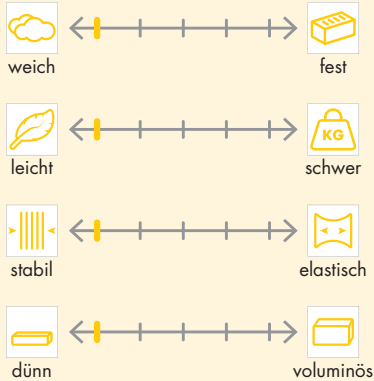 weich fest
KG
leicht schwer
stabil elastisch
dünn voluminös